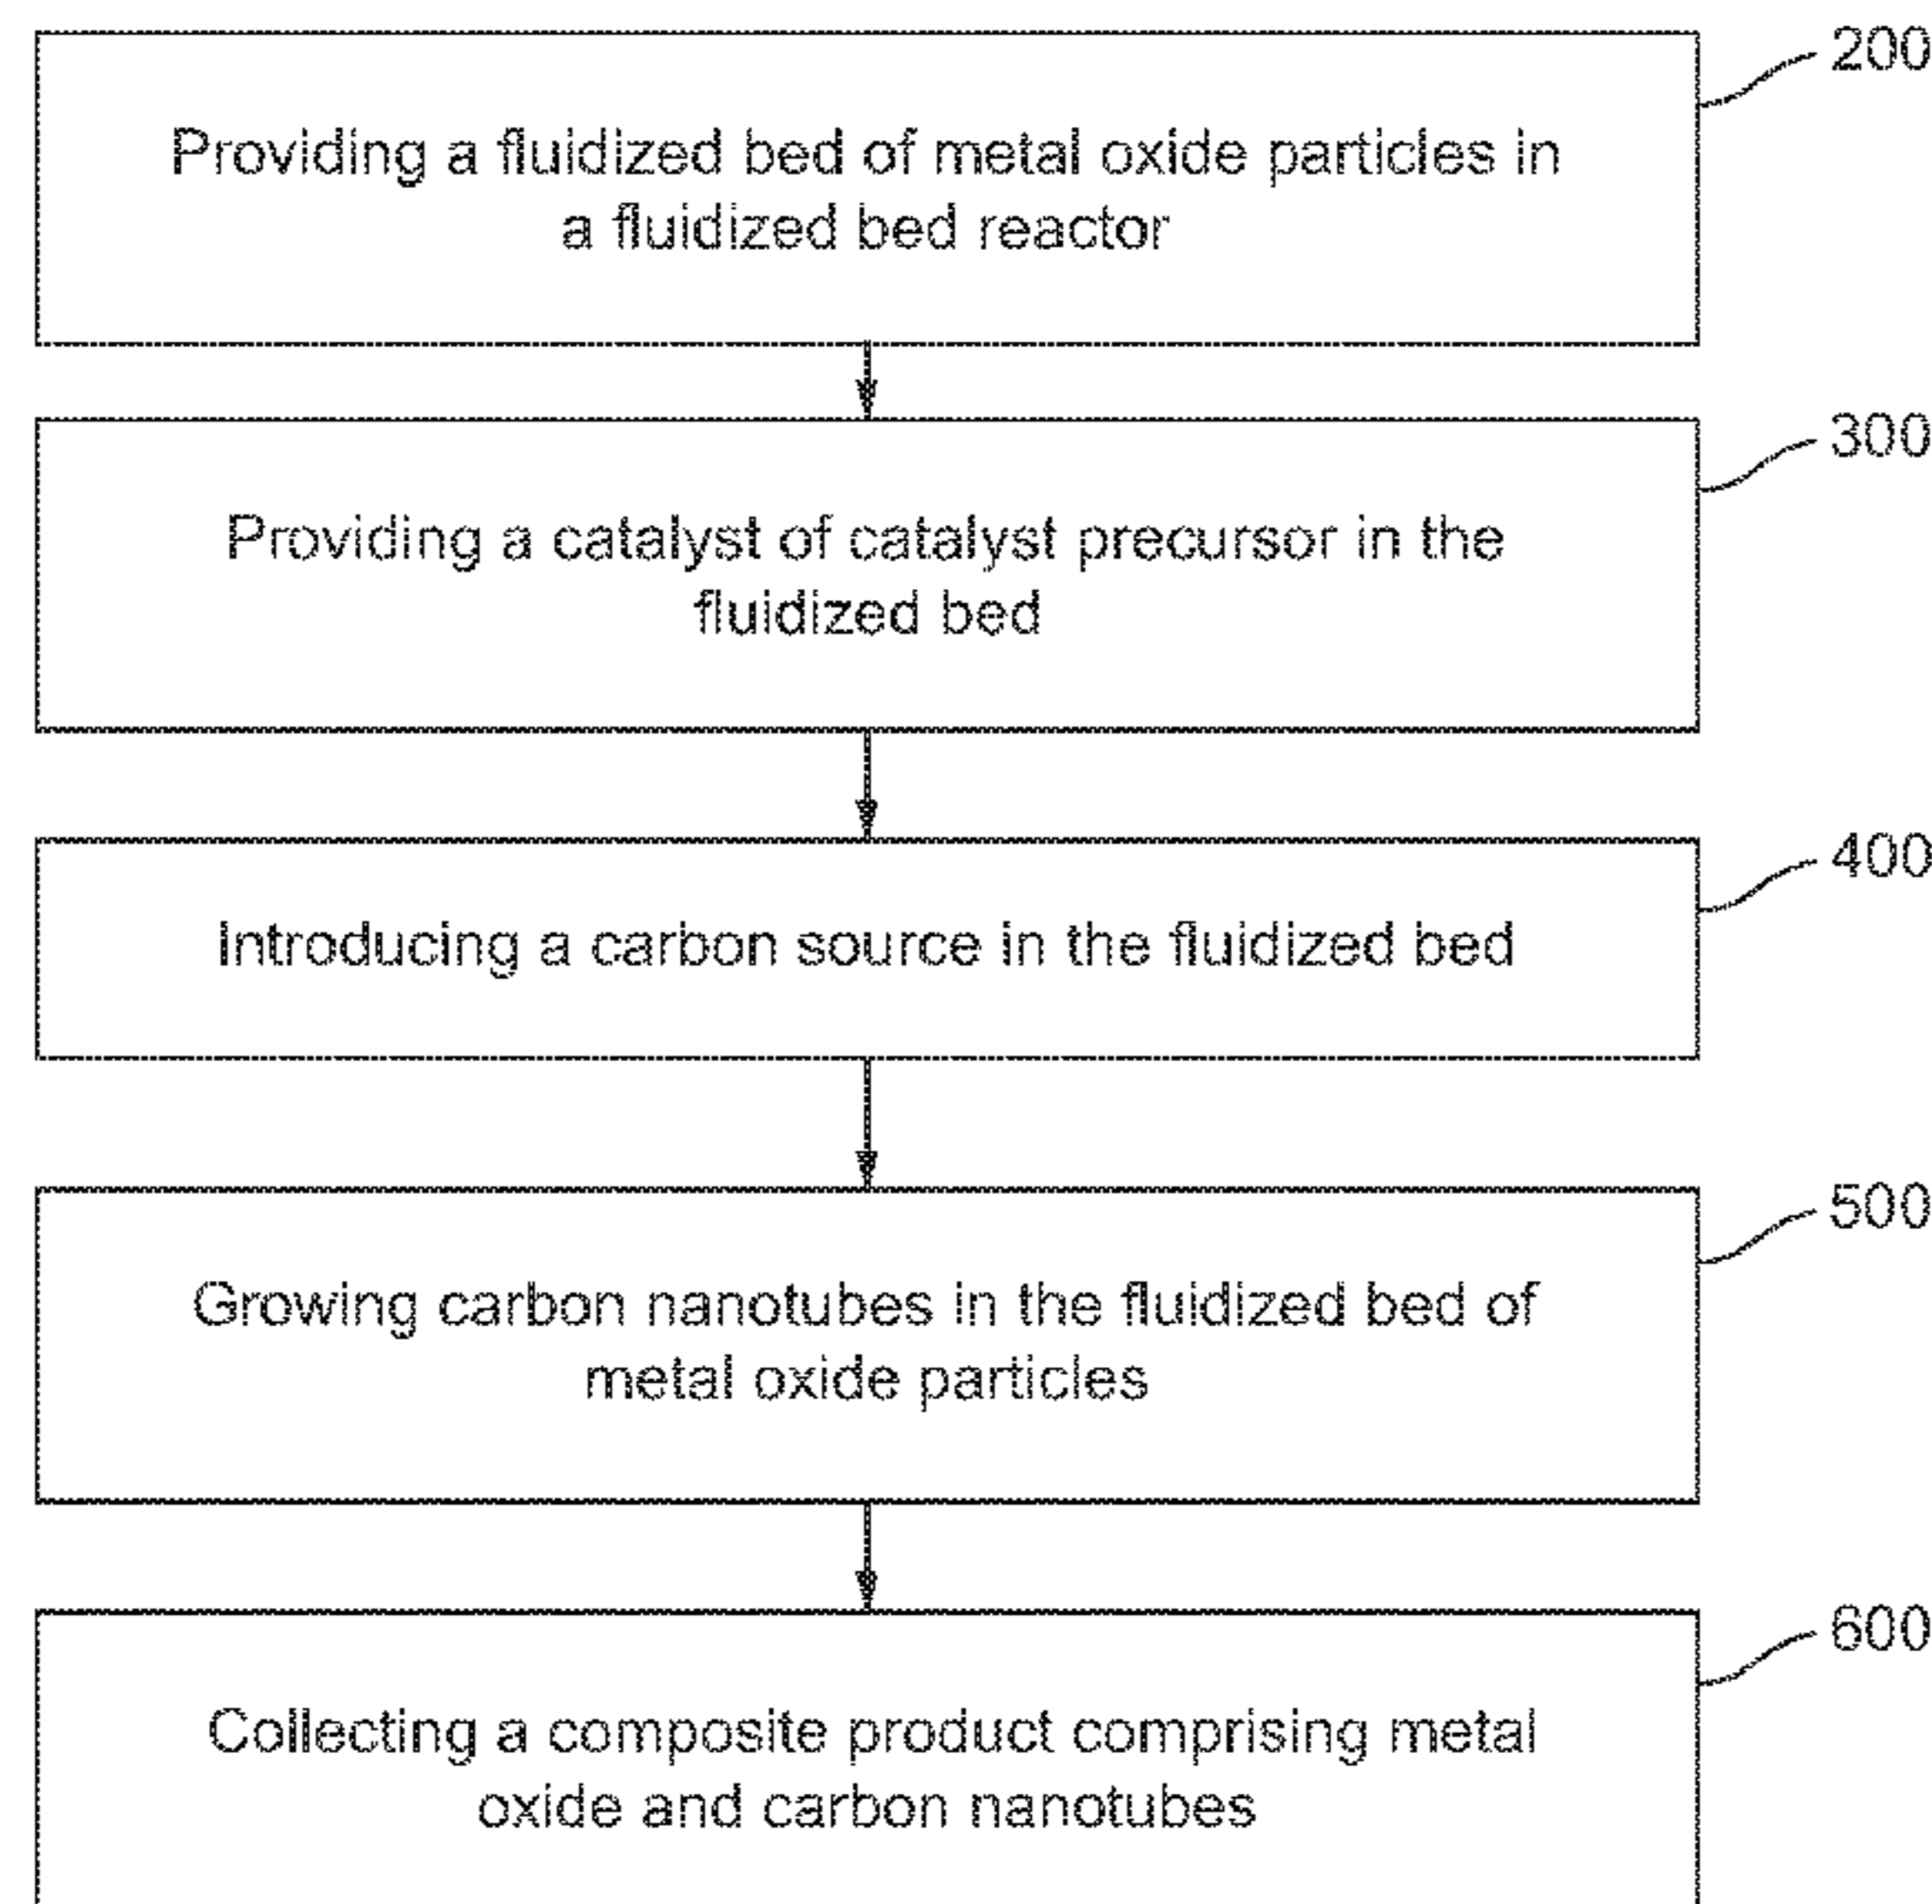 200
Providing a fluidized bed of metal oxide particles in
a fluidized bed reactor
300
Providing a catalyst of catalyst precursor in the
fluidized bed
400
Introducing a carbon source in the fluidized bed
500
Growing carbon nanotubes in the fluidized bed of
metal oxide particles
600
Collecting a composite product comprising metal
oxide and carbon nanotubes